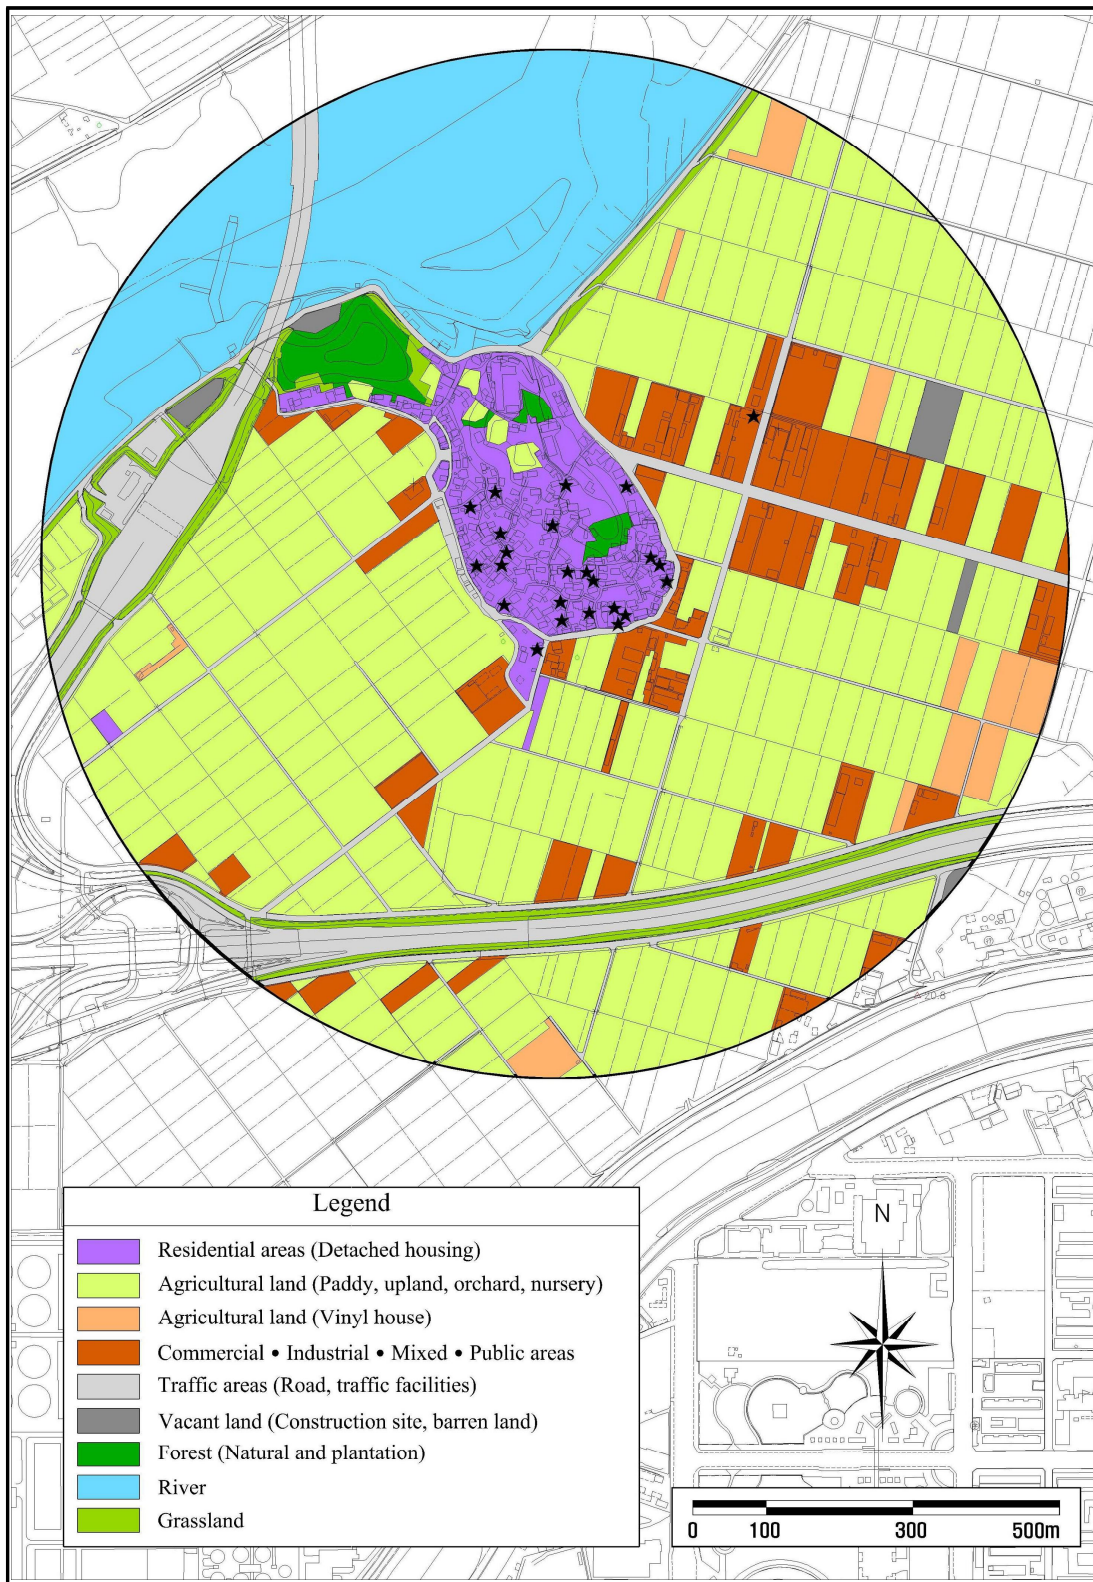 20.8
Legend
Residential areas (Detached housing)
Agricultural land (Paddy, upland, orchard, nursery)
Agricultural land (Vinyl house)
Commercial • Industrial • Mixed • Public areas
Traffic areas (Road, traffic facilities)
Vacant land (Construction site, barren land)
Forest (Natural and plantation)
River
Grassland
N
0 100 300 500m